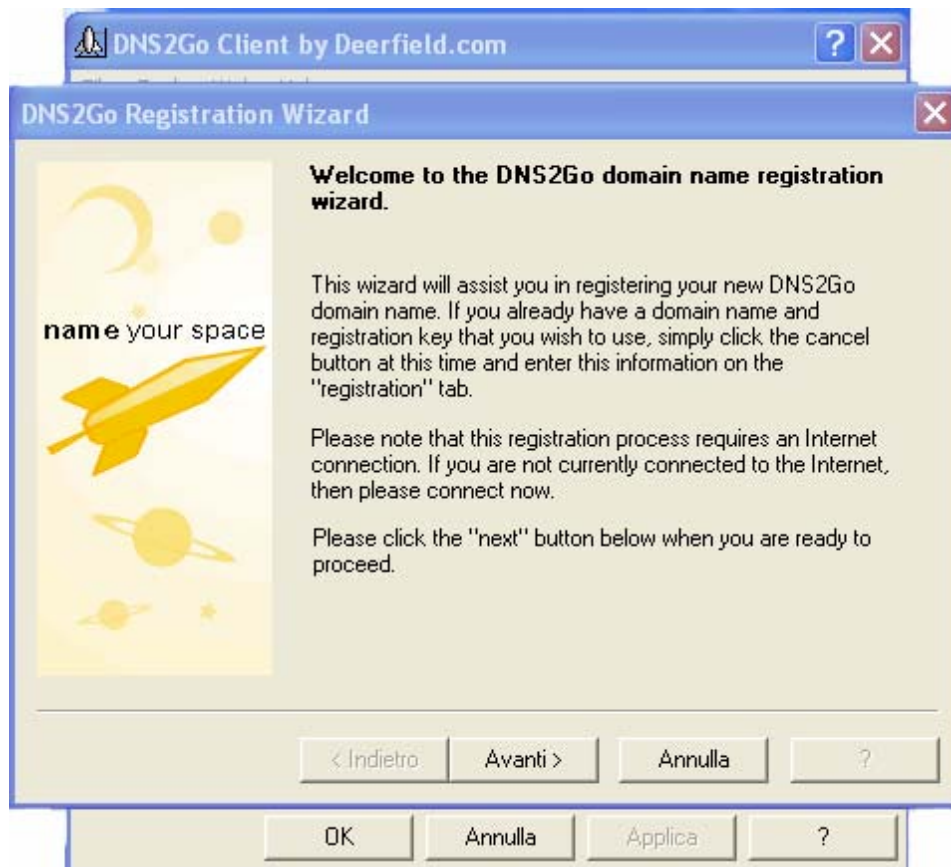 DNS2Go Client by Deerfield.com
DNS2Go Registration Wizard
Welcome to the DNS2Go domain name registration
wizard.
This wizard will assist you in registering your new DNS2Go
domain name. If you already have a domain name and
registration key that you wish to use, simply click the cancel
button at this time and enter this information on the
"registration" tab.
name your space
Please note that this registration process requires an Internet
connection. If you are not currently connected to the Internet,
then please connect now.
Please click the "next" button below when you are ready to
proceed.
< Indietro Avanti > Annulla ?
OK Annulla Applica ?